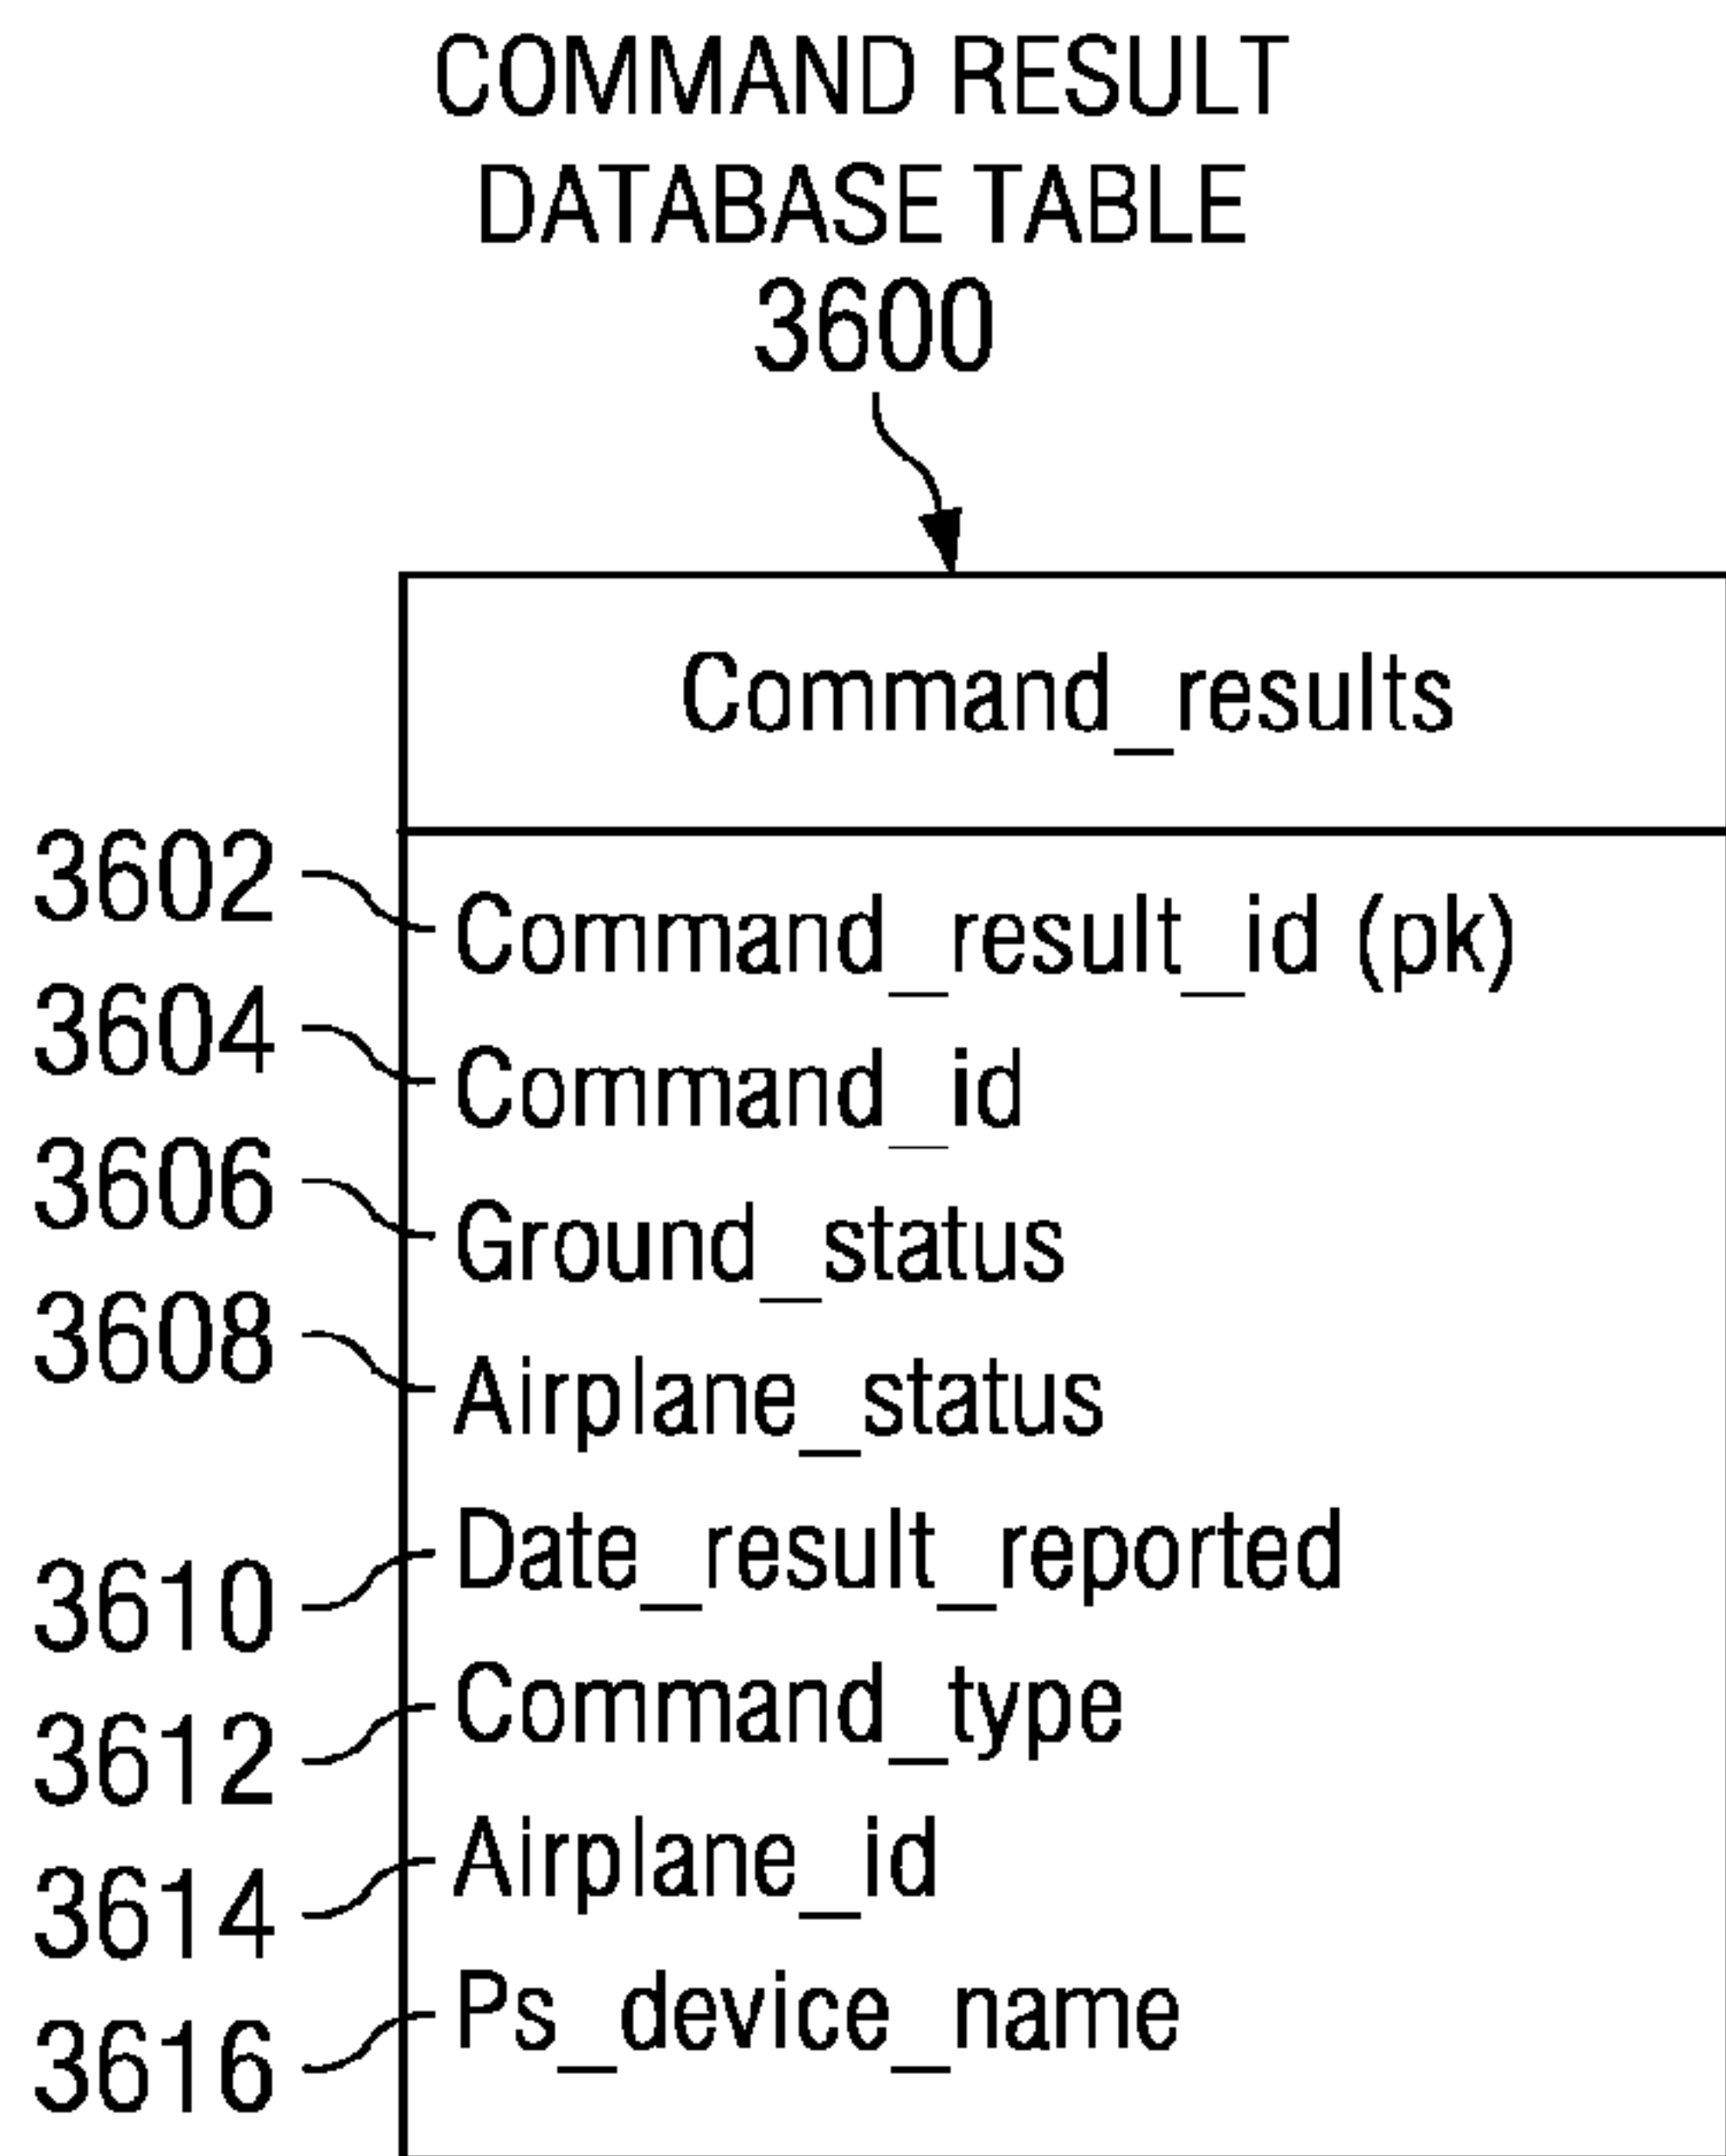 COMMAND RESULT
DATABASE TABLE
3600
Command_results
3602 Command_result_id (pk)
3604 Command_id
3606 Ground_status
3608 Airplane_status
3610 Date_result_reported
3612 Command_type
3614 Airplane_id
3616 Ps_device_name